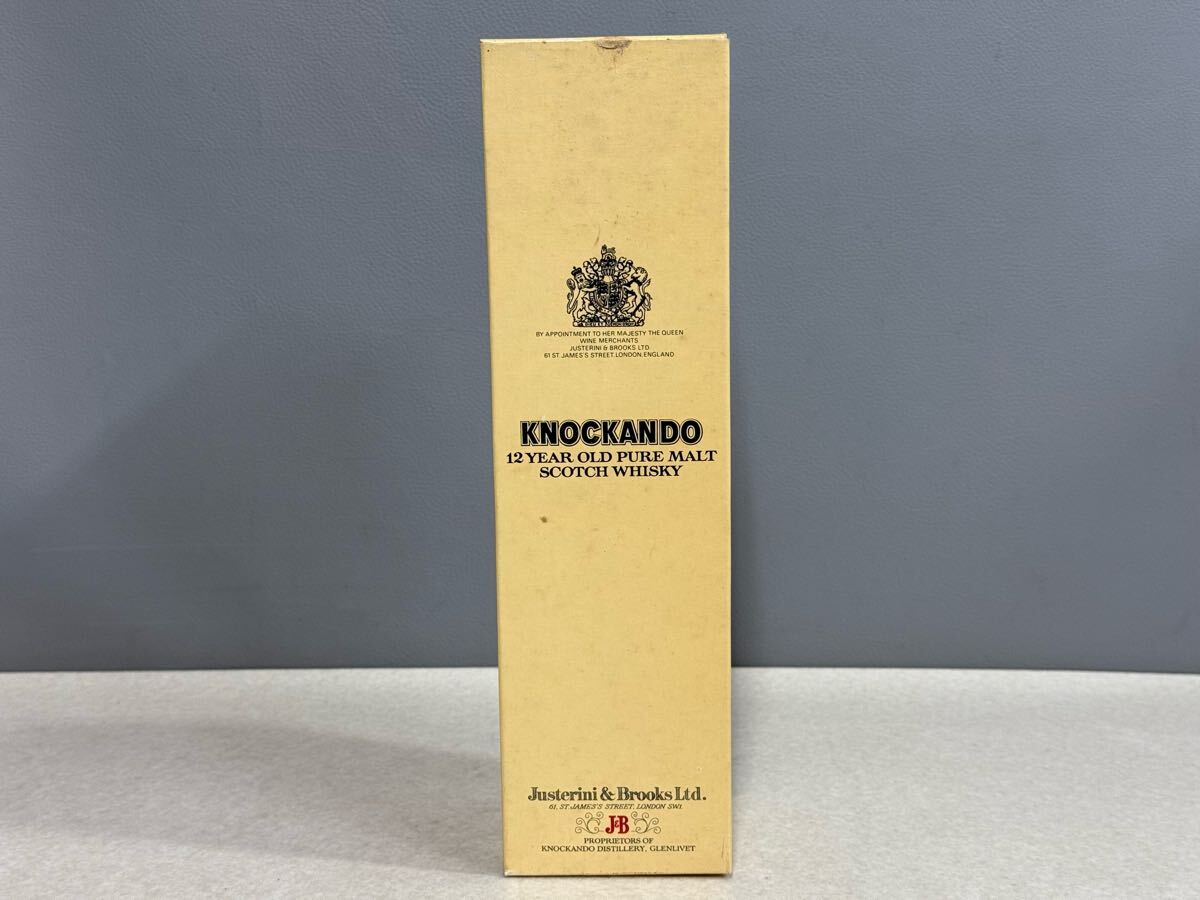 BY APPOINTMENT TO HER MAJESTY THE QUEEN
WINE MERCHANTS
JUSTERINI & BROOKS LTD
61 ST JAMES'S STREET, LONDON, ENGLAND
KNOCKANDO
12 YEAR OLD PURE MALT
SCOTCH WHISKY
Justerini & Brooks Ltd.
61, ST. JAMES'S STREET, LONDON SW1.
J&B
PROPRIETORS OF
KNOCKANDO DISTILLERY, GLENLIVET